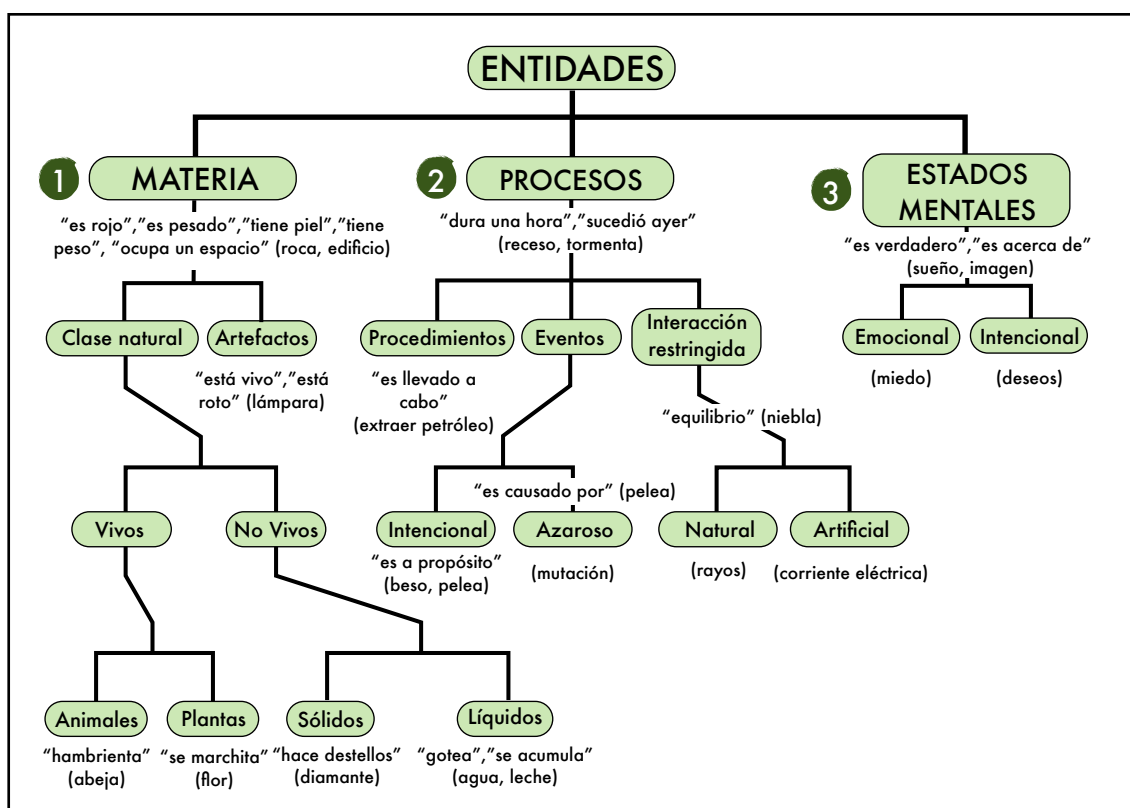 ENTIDADES
1
MATERIA
“es rojo”,”es pesado”,”tiene piel”,”tiene
peso”, “ocupa un espacio” (roca, edificio)
2
PROCESOS
“dura una hora”,”sucedió ayer”
(receso, tormenta)
3
ESTADOS
MENTALES
“es verdadero”,”es acerca de”
(sueño, imagen)
Clase natural
Artefactos
“está vivo”,”está
roto” (lámpara)
Procedimientos
“es llevado a
cabo”
(extraer petróleo)
Eventos
Interacción
restringida
“equilibrio” (niebla)
Emocional
(miedo)
Intencional
(deseos)
Vivos
No Vivos
“es causado por” (pelea)
Intencional
“es a propósito”
(beso, pelea)
Azaroso
(mutación)
Natural
(rayos)
Artificial
(corriente eléctrica)
Animales
“hambrienta”
(abeja)
Plantas
“se marchita”
(flor)
Sólidos
“hace destellos”
(diamante)
Líquidos
“gotea”,”se acumula”
(agua, leche)